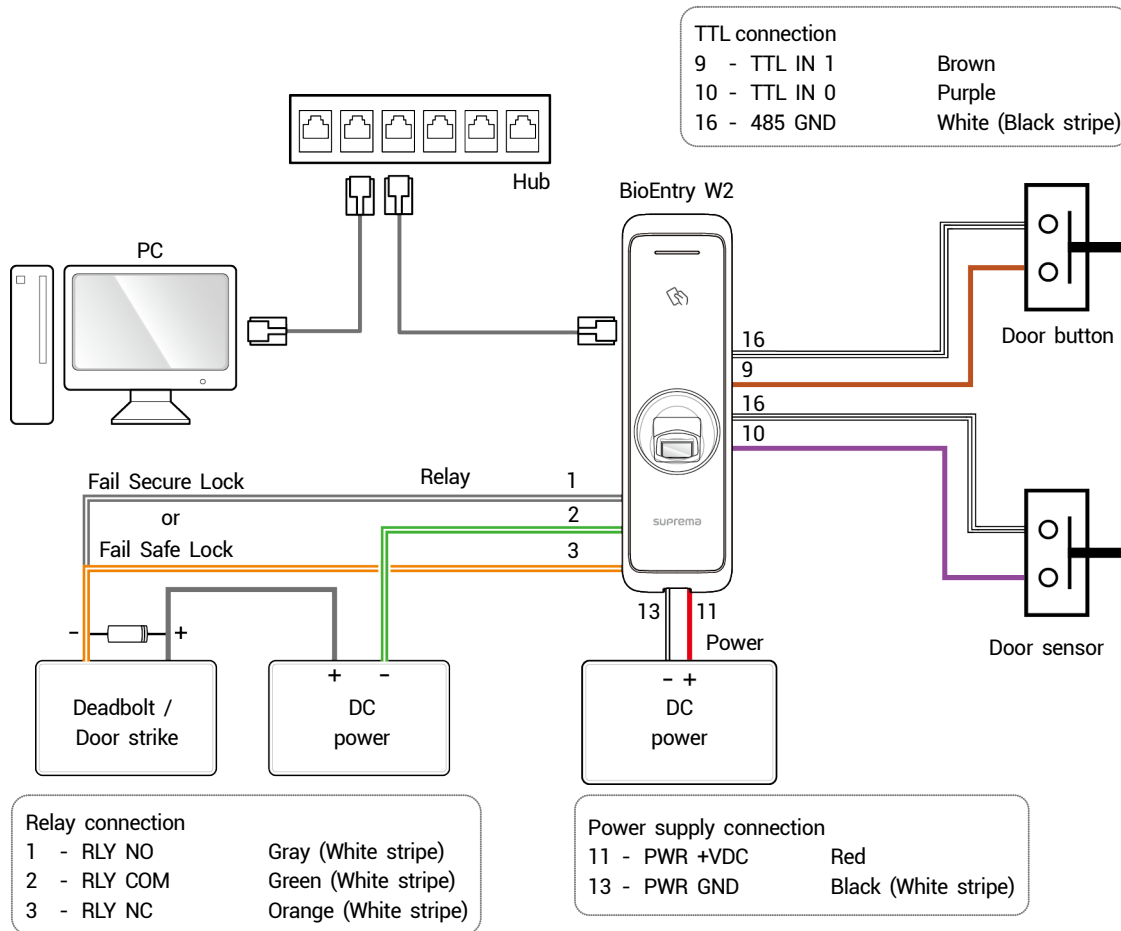 TTL connection
9 - TTL IN 1 Brown
10 - TTL IN 0 Purple
16 - 485 GND White (Black stripe)
Hub
BioEntry W2
PC
Door button
16
9
16
10
Fail Secure Lock
Relay
1
or
2
Fail Safe Lock
3
suprema
13
11
Power
Door sensor
- +
+ -
- +
Deadbolt /
Door strike
DC
power
DC
power
Relay connection
1 - RLY NO Gray (White stripe)
2 - RLY COM Green (White stripe)
3 - RLY NC Orange (White stripe)
Power supply connection
11 - PWR +VDC Red
13 - PWR GND Black (White stripe)